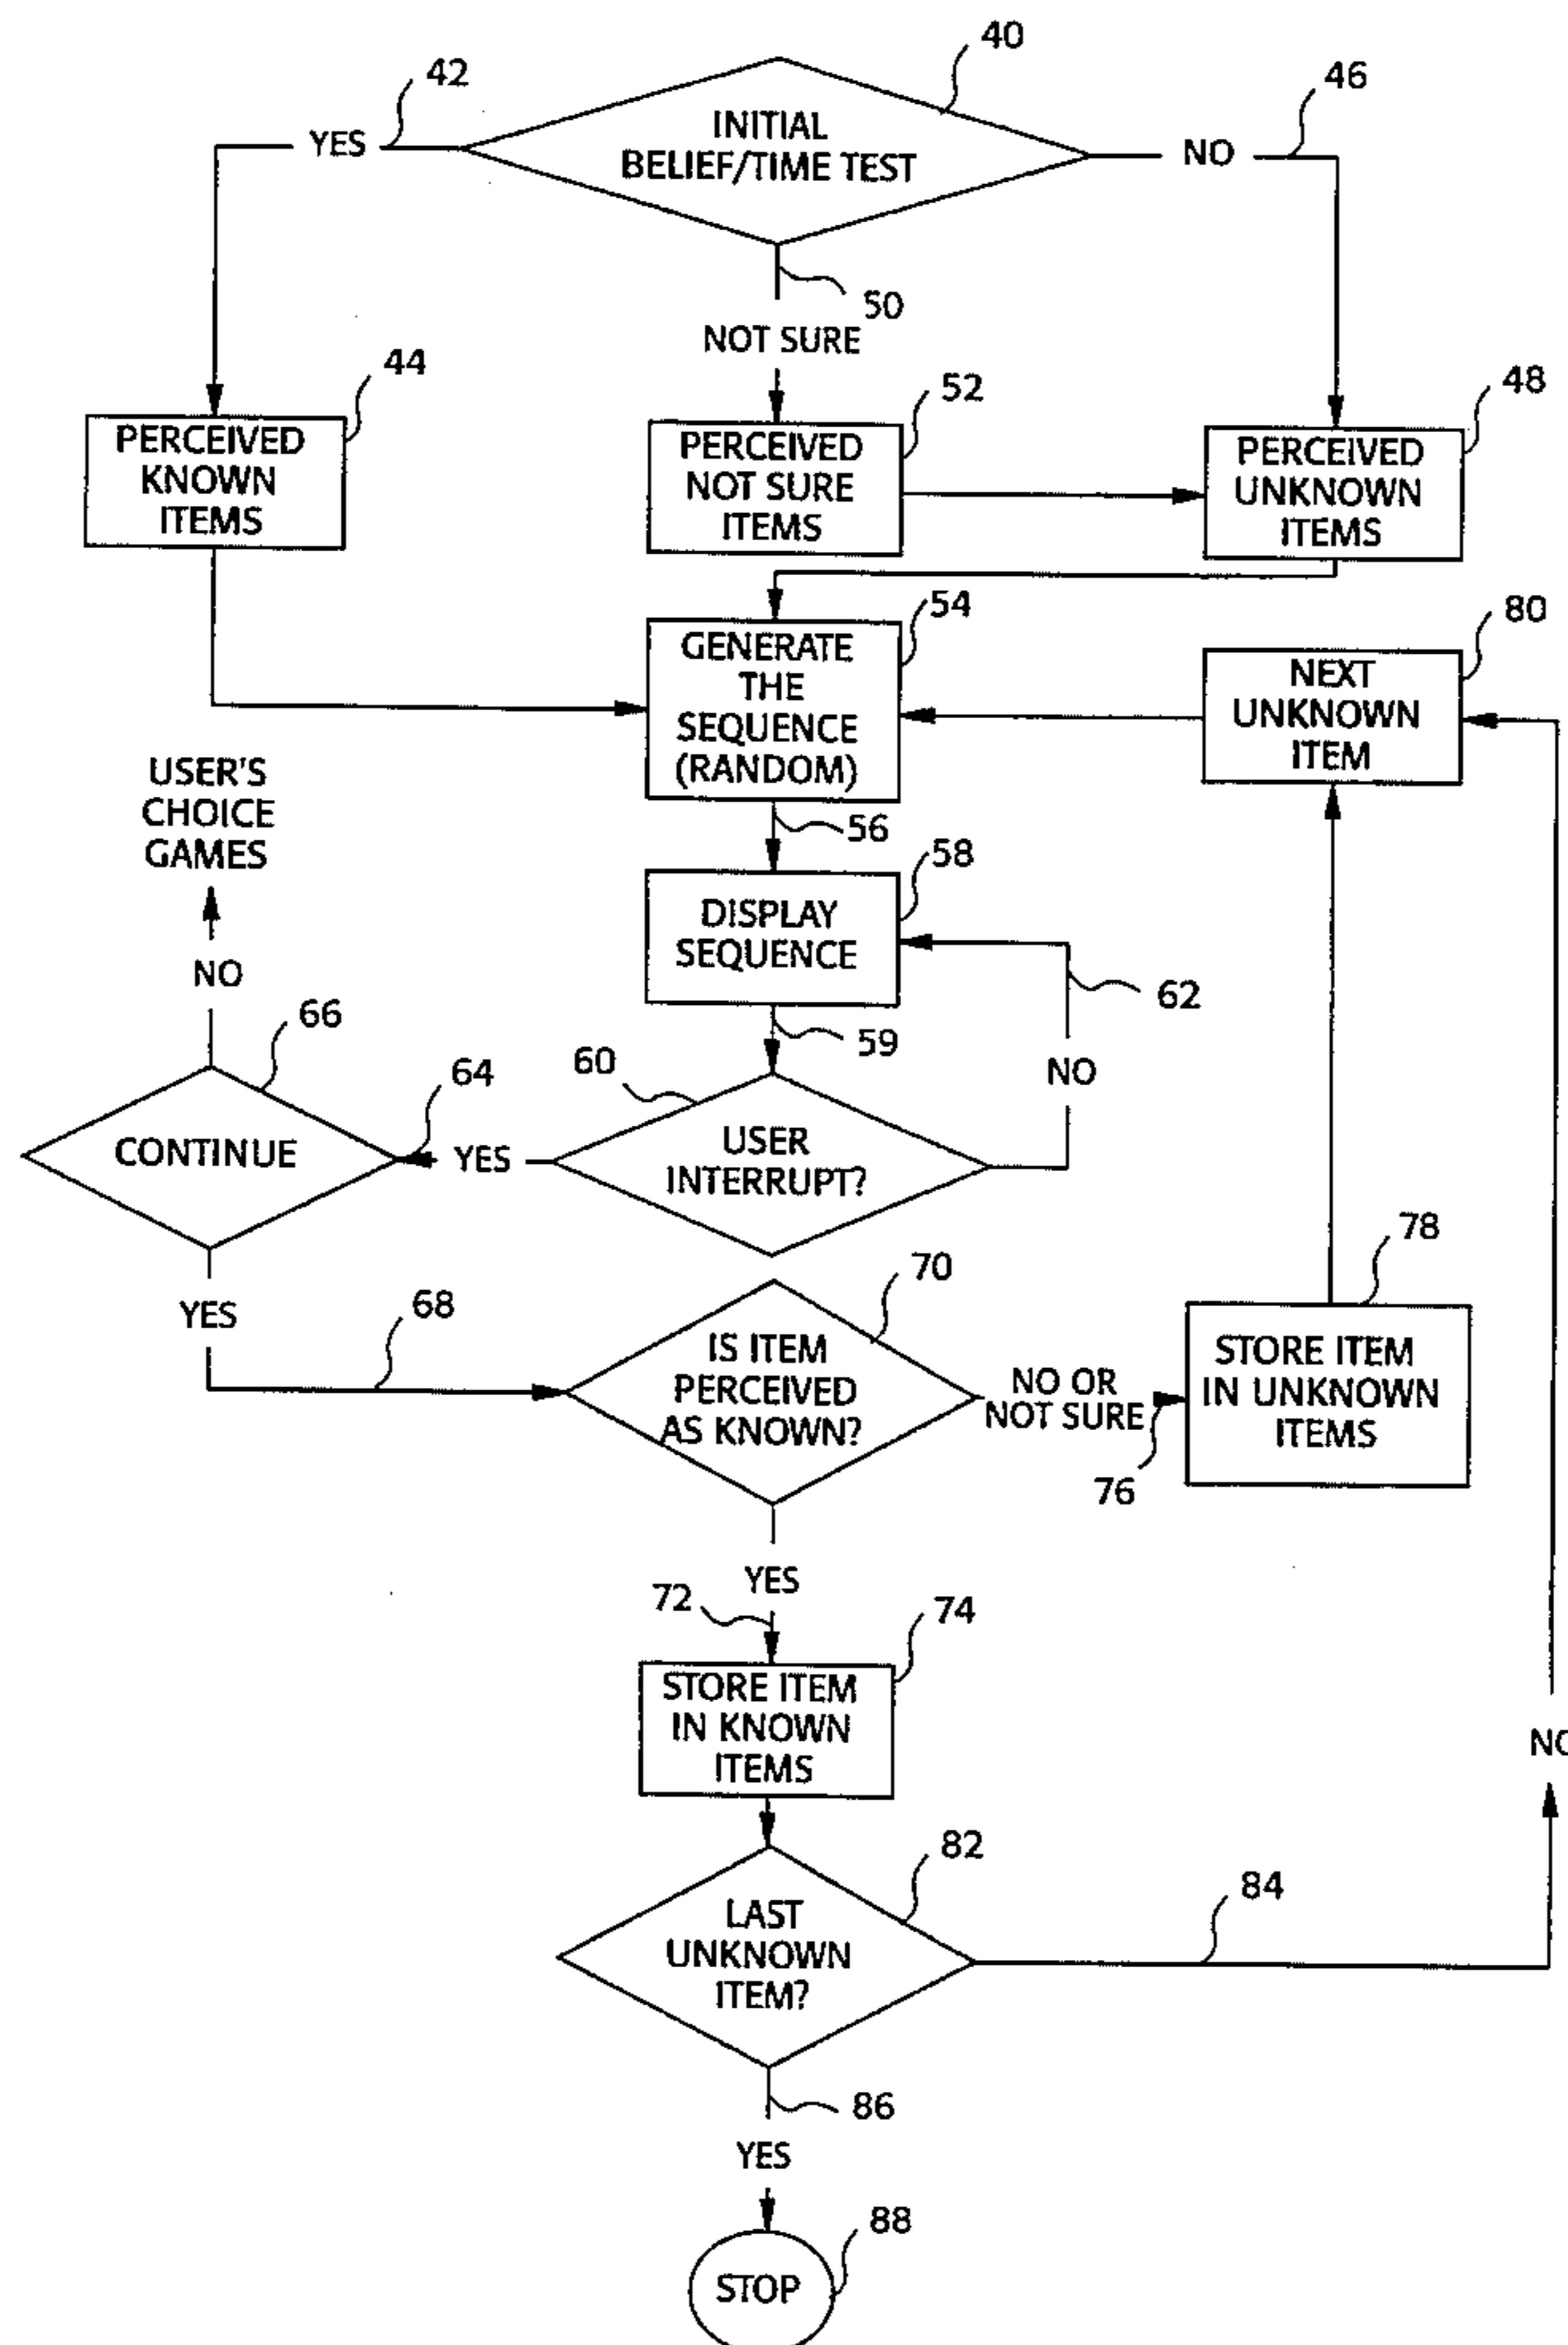 40
42
46
INITIAL
BELIEF/TIME TEST
YES
NO
50
NOT SURE
44
52
48
PERCEIVED
KNOWN
ITEMS
PERCEIVED
NOT SURE
ITEMS
PERCEIVED
UNKNOWN
ITEMS
54
80
GENERATE
THE
SEQUENCE
(RANDOM)
NEXT
UNKNOWN
ITEM
USER'S
CHOICE
GAMES
56
58
DISPLAY
SEQUENCE
NO
62
66
59
60
64
NO
CONTINUE
YES
USER
INTERRUPT?
70
78
YES
68
IS ITEM
PERCEIVED
AS KNOWN?
NO OR
NOT SURE
76
STORE ITEM
IN UNKNOWN
ITEMS
YES
72
74
STORE ITEM
IN KNOWN
ITEMS
82
84
LAST
UNKNOWN
ITEM?
86
YES
88
STOP